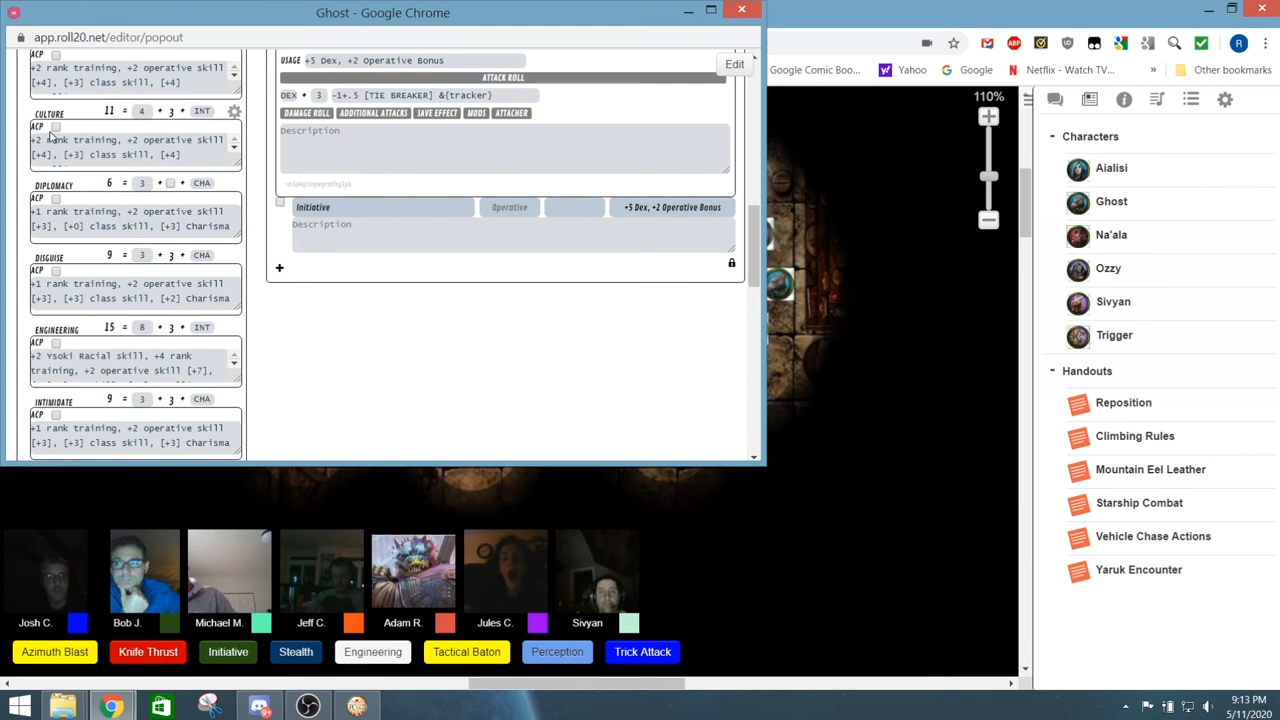 Ghost - Google Chrome
app.roll20.net/editor/popout
ACP
+2 rank training, +2 operative skill
[+4], [+3] class skill, [+4]
CULTURE 11 = 4 + 3 + INT
ACP
+2 rank training, +2 operative skill
[+4], [+3] class skill, [+4]
DIPLOMACY 6 = 3 + + CHA
ACP
+1 rank training, +2 operative skill
[+3], [+0] class skill, [+3] Charisma
DISGUISE 9 = 3 + 3 + CHA
ACP
+1 rank training, +2 operative skill
[+3], [+3] class skill, [+2] Charisma
ENGINEERING 15 = 8 + 3 + INT
ACP
+2 Ysoki Racial skill, +4 rank
training, +2 operative skill [+7],
INTIMIDATE 9 = 3 + 3 + CHA
ACP
+1 rank training, +2 operative skill
[+3], [+3] class skill, [+3] Charisma
USAGE +5 Dex, +2 Operative Bonus
Edit
ATTACK ROLL
DEX + 3 -1+.5 [TIE BREAKER] &{tracker}
DAMAGE ROLL ADDITIONAL ATTACKS SAVE EFFECT MODS ATTACHER
Description
Initiative Operative +5 Dex, +2 Operative Bonus
Description
+
Google Comic Boo... Yahoo Google Netflix - Watch TV... » Other bookmarks
110%
Characters
Aialisi
Ghost
Na'ala
Ozzy
Sivyan
Trigger
Handouts
Reposition
Climbing Rules
Mountain Eel Leather
Starship Combat
Vehicle Chase Actions
Yaruk Encounter
Josh C. Bob J. Michael M. Jeff C. Adam R. Jules C. Sivyan
Azimuth Blast Knife Thrust Initiative Stealth Engineering Tactical Baton Perception Trick Attack
9:13 PM
5/11/2020